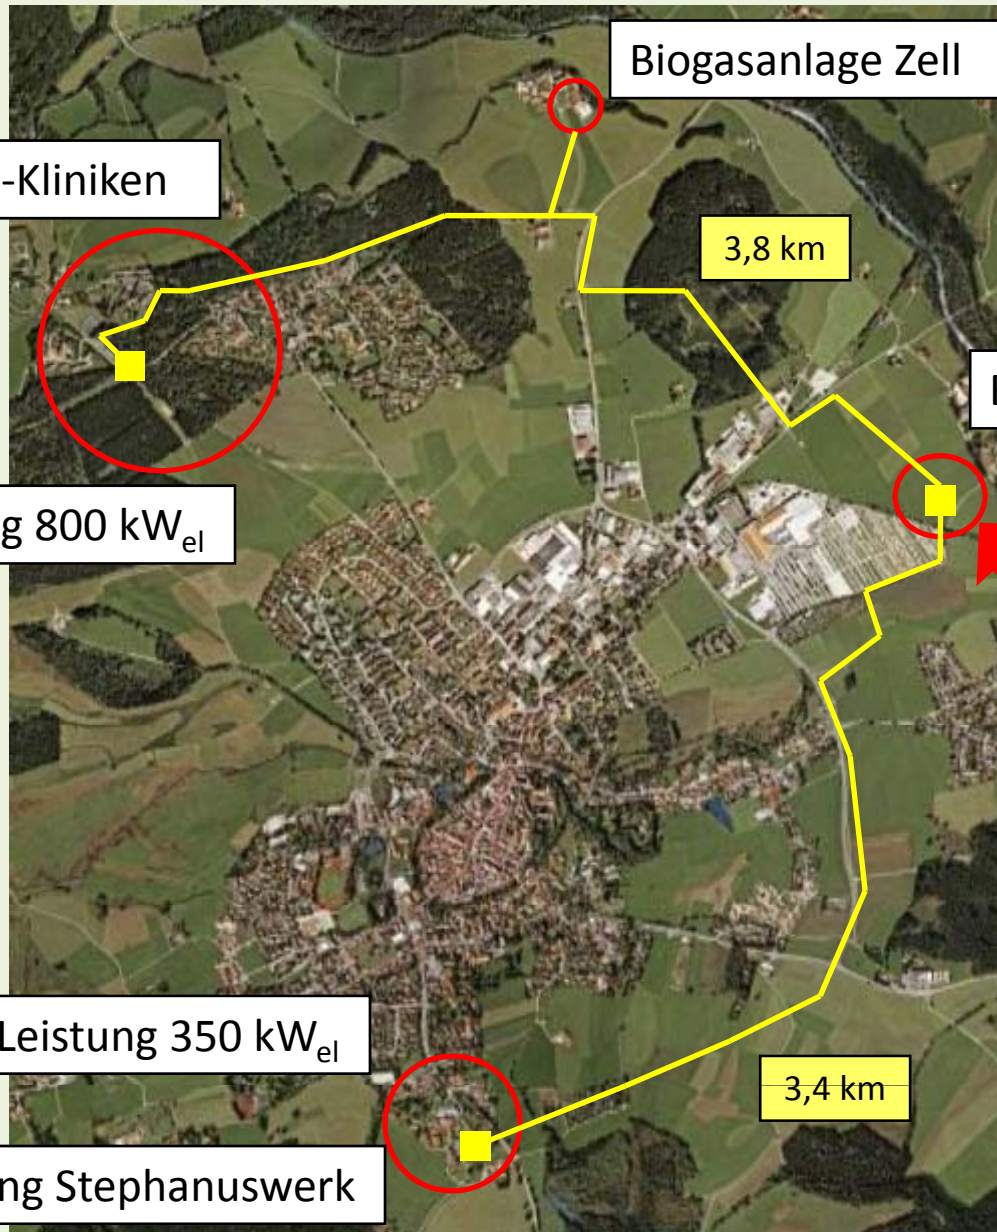 Biogasanlage Zell
-Kliniken
3,8 km
g 800 kWel
Leistung 350 kWel
3,4 km
ng Stephanuswerk